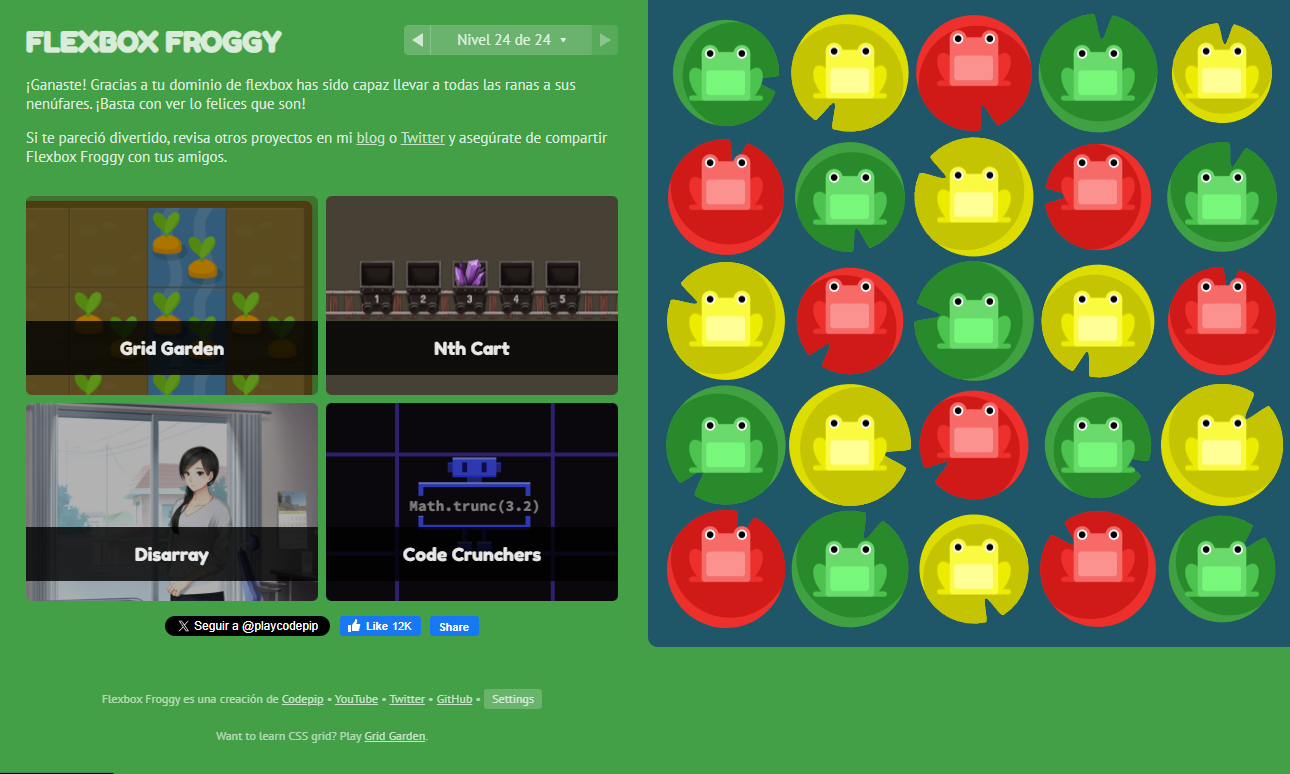 FLEXBOX FROGGY
Nivel 24 de 24
¡Ganaste! Gracias a tu dominio de flexbox has sido capaz llevar a todas las ranas a sus
nenúfares. ¡Basta con ver lo felices que son!
Si te pareció divertido, revisa otros proyectos en mi blog o Twitter y asegúrate de compartir
Flexbox Froggy con tus amigos.
Grid Garden
1 2 3 4 5
Nth Cart
Disarray
Math.trunc(3.2)
Code Crunchers
Seguir a @playcodepip
Like 12K
Share
Flexbox Froggy es una creación de Codepip • YouTube • Twitter • GitHub • Settings
Want to learn CSS grid? Play Grid Garden.